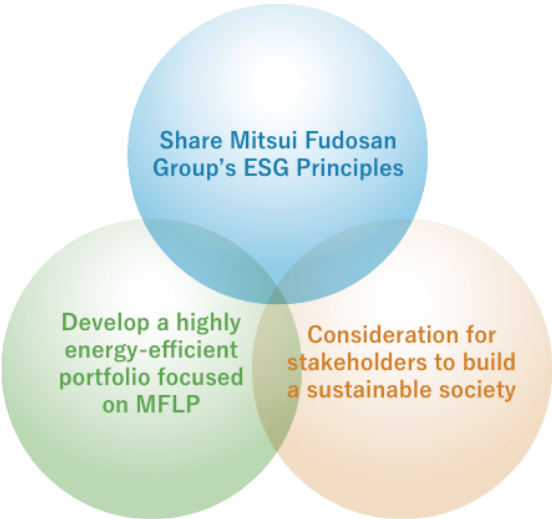 Share Mitsui Fudosan
Group’s ESG Principles
Develop a highly
energy-efficient
portfolio focused
on MFLP
Consideration for
stakeholders to build
a sustainable society